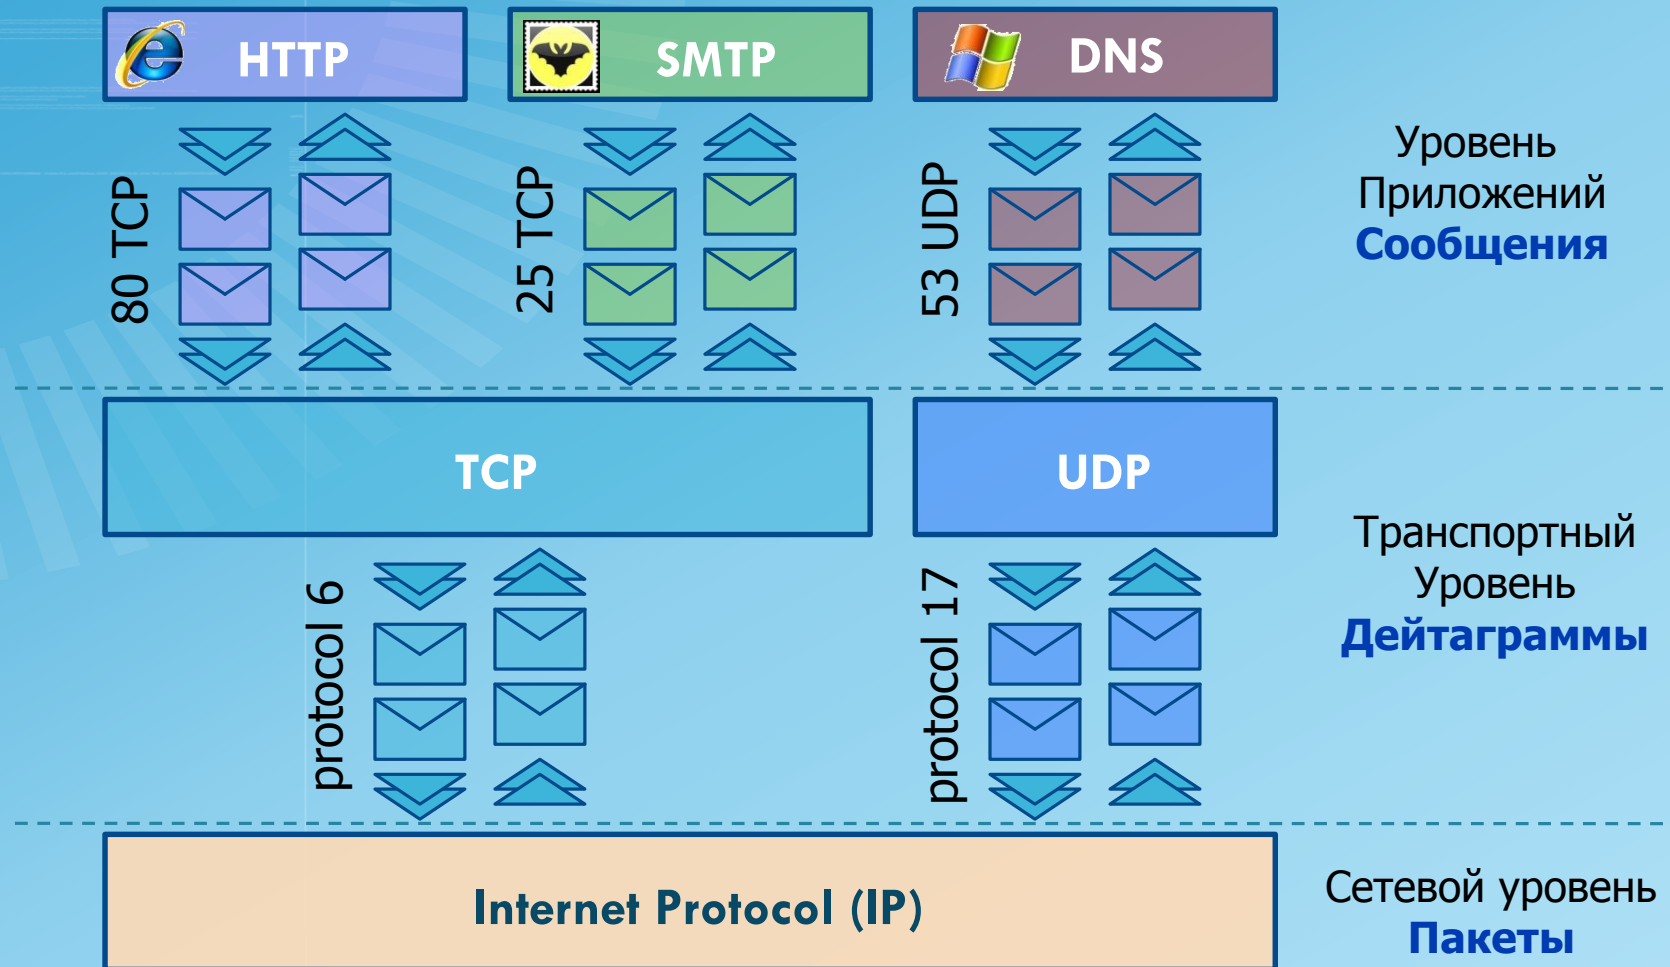 HTTP
SMTP
DNS
80 TCP
25 TCP
53 UDP
Уровень
Приложений
Сообщения
TCP
UDP
protocol 6
protocol 17
Транспортный
Уровень
Дейтаграммы
Internet Protocol (IP)
Сетевой уровень
Пакеты